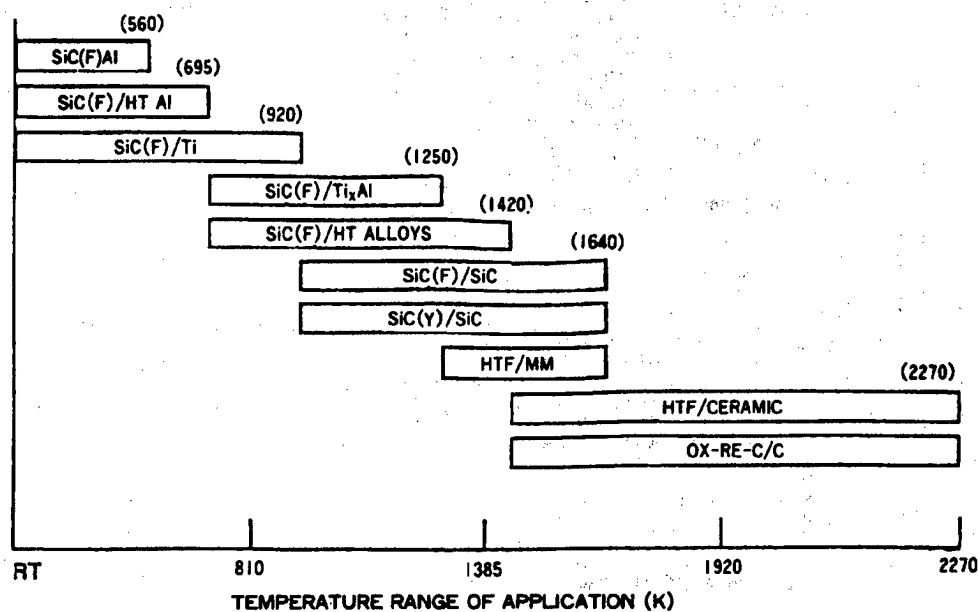 (560)
SiC(F)Al
(695)
SiC(F)/HT Al
(920)
SiC(F)/Ti
(1250)
SiC(F)/TiₓAl
(1420)
SiC(F)/HT ALLOYS
(1640)
SiC(F)/SiC
SiC(Y)/SiC
HTF/MM
(2270)
HTF/CERAMIC
OX-RE-C/C
RT 810 1385 1920 2270
TEMPERATURE RANGE OF APPLICATION (K)